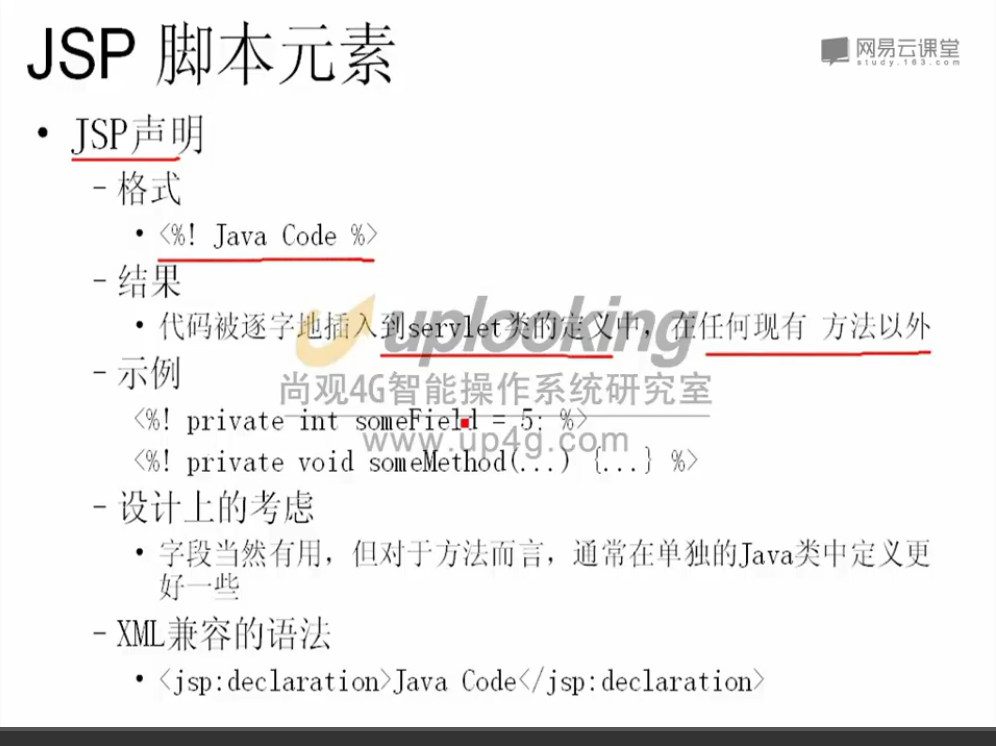 JSP 脚本元素
网易云课堂
study.163.com
• JSP声明
– 格式
• <%! Java Code %>
– 结果
• 代码被逐字地插入到servlet类的定义中，在任何现有 方法以外
uplooking
– 示例
尚观4G智能操作系统研究室
<%! private int someField = 5; %>
www.up4g.com
<%! private void someMethod(...) {...} %>
– 设计上的考虑
• 字段当然有用，但对于方法而言，通常在单独的Java类中定义更
好一些
– XML兼容的语法
• <jsp:declaration>Java Code</jsp:declaration>